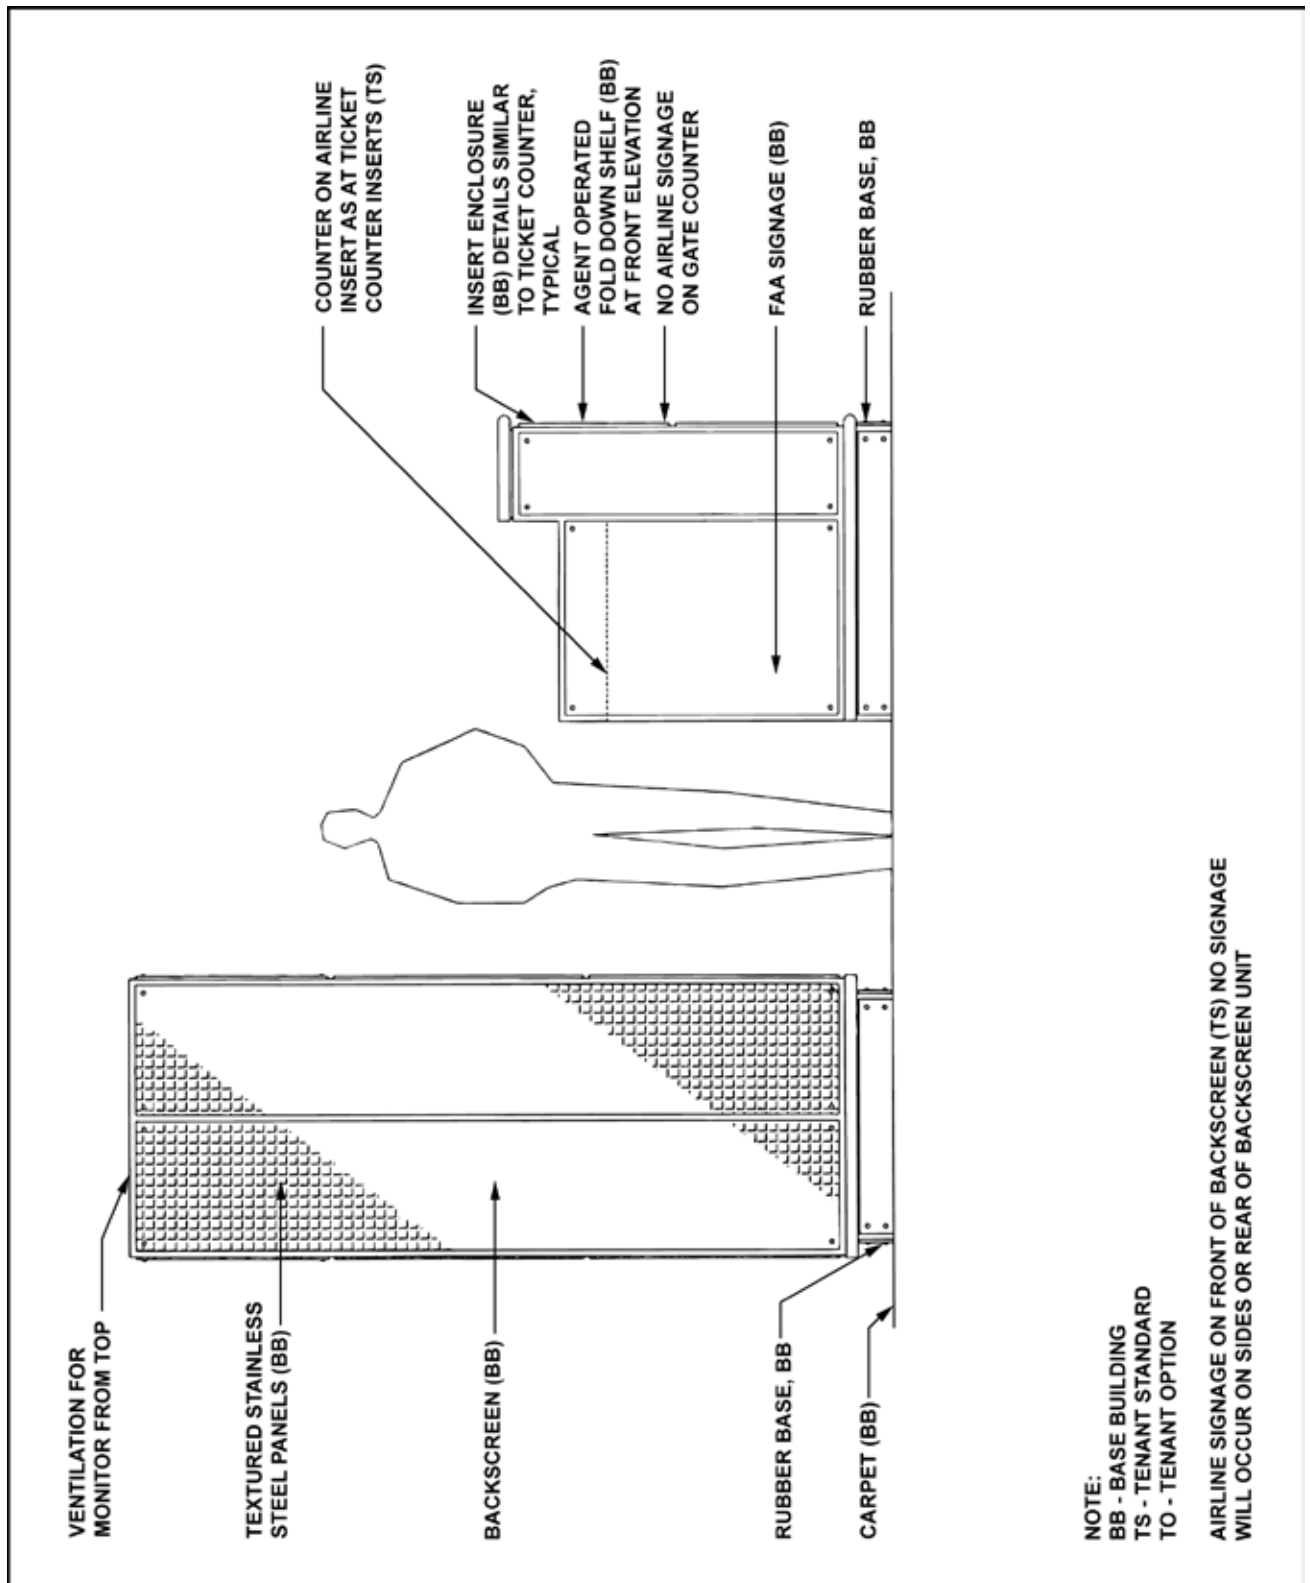 VENTILATION FOR
MONITOR FROM TOP
TEXTURED STAINLESS
STEEL PANELS (BB)
BACKSCREEN (BB)
RUBBER BASE, BB
CARPET (BB)
COUNTER ON AIRLINE
INSERT AS AT TICKET
COUNTER INSERTS (TS)
INSERT ENCLOSURE
(BB) DETAILS SIMILAR
TO TICKET COUNTER,
TYPICAL
AGENT OPERATED
FOLD DOWN SHELF (BB)
AT FRONT ELEVATION
NO AIRLINE SIGNAGE
ON GATE COUNTER
FAA SIGNAGE (BB)
RUBBER BASE, BB
NOTE:
BB - BASE BUILDING
TS - TENANT STANDARD
TO - TENANT OPTION
AIRLINE SIGNAGE ON FRONT OF BACKSCREEN (TS) NO SIGNAGE
WILL OCCUR ON SIDES OR REAR OF BACKSCREEN UNIT